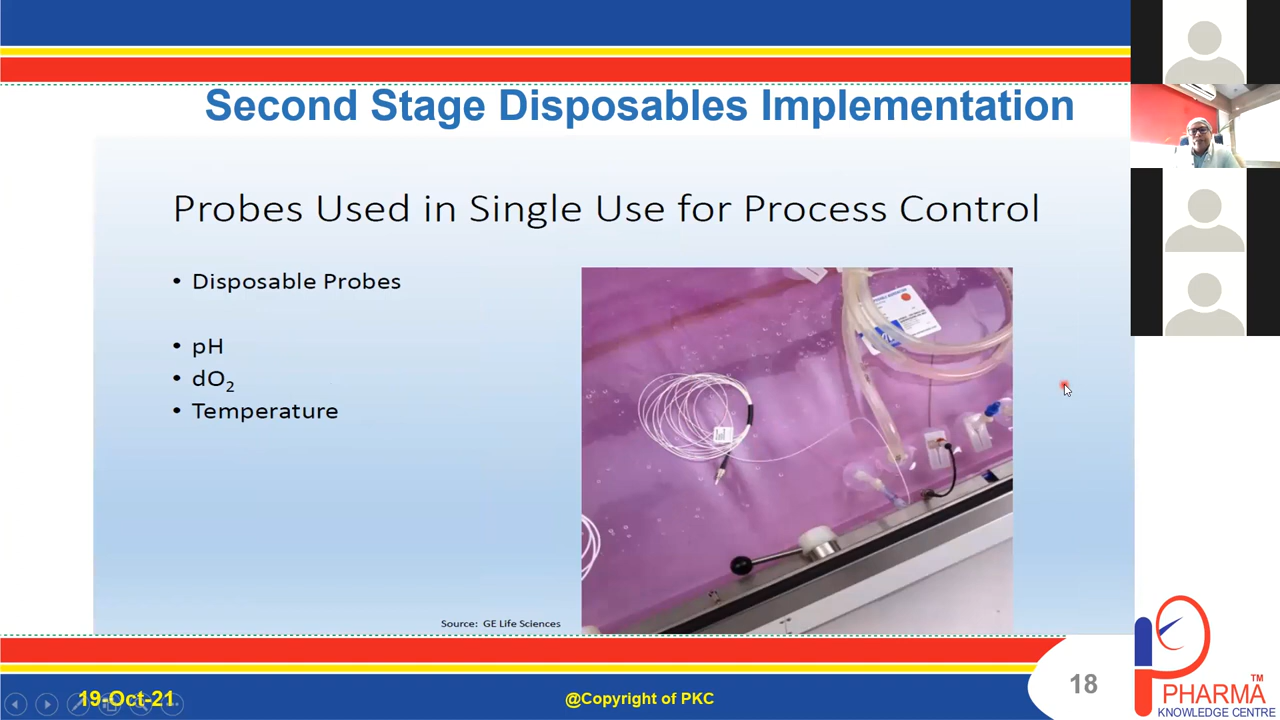 Second Stage Disposables Implementation
Probes Used in Single Use for Process Control
• Disposable Probes
• pH
• dO₂
• Temperature
Source: GE Life Sciences
19-Oct-21
@Copyright of PKC
18
PHARMA™
KNOWLEDGE CENTRE